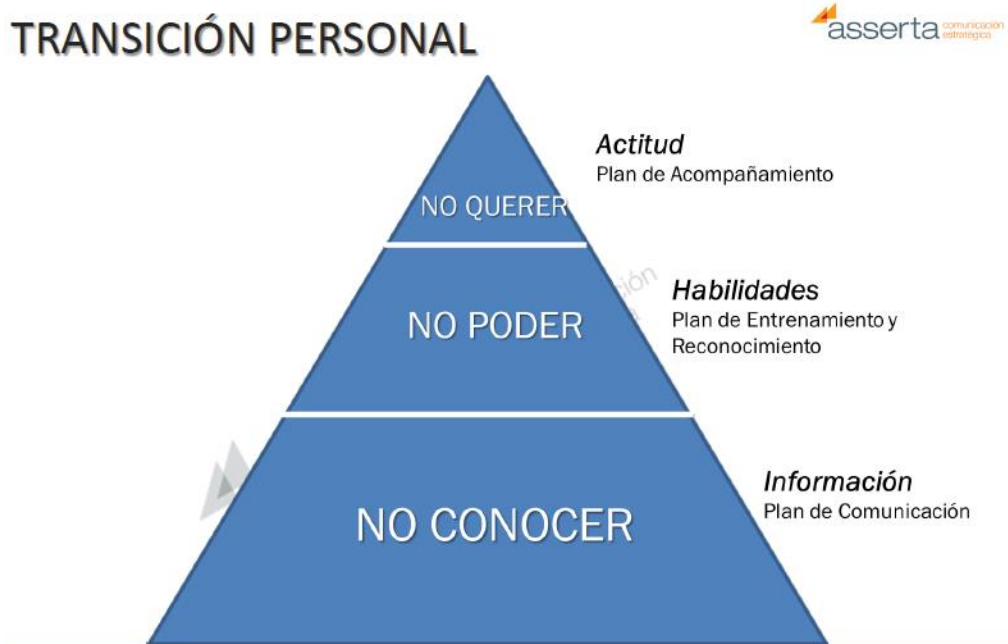 TRANSICIÓN PERSONAL
asserta comunicación
estratégica
Actitud
Plan de Acompañamiento
NO QUERER
Habilidades
Plan de Entrenamiento y
Reconocimiento
NO PODER
Información
Plan de Comunicación
NO CONOCER